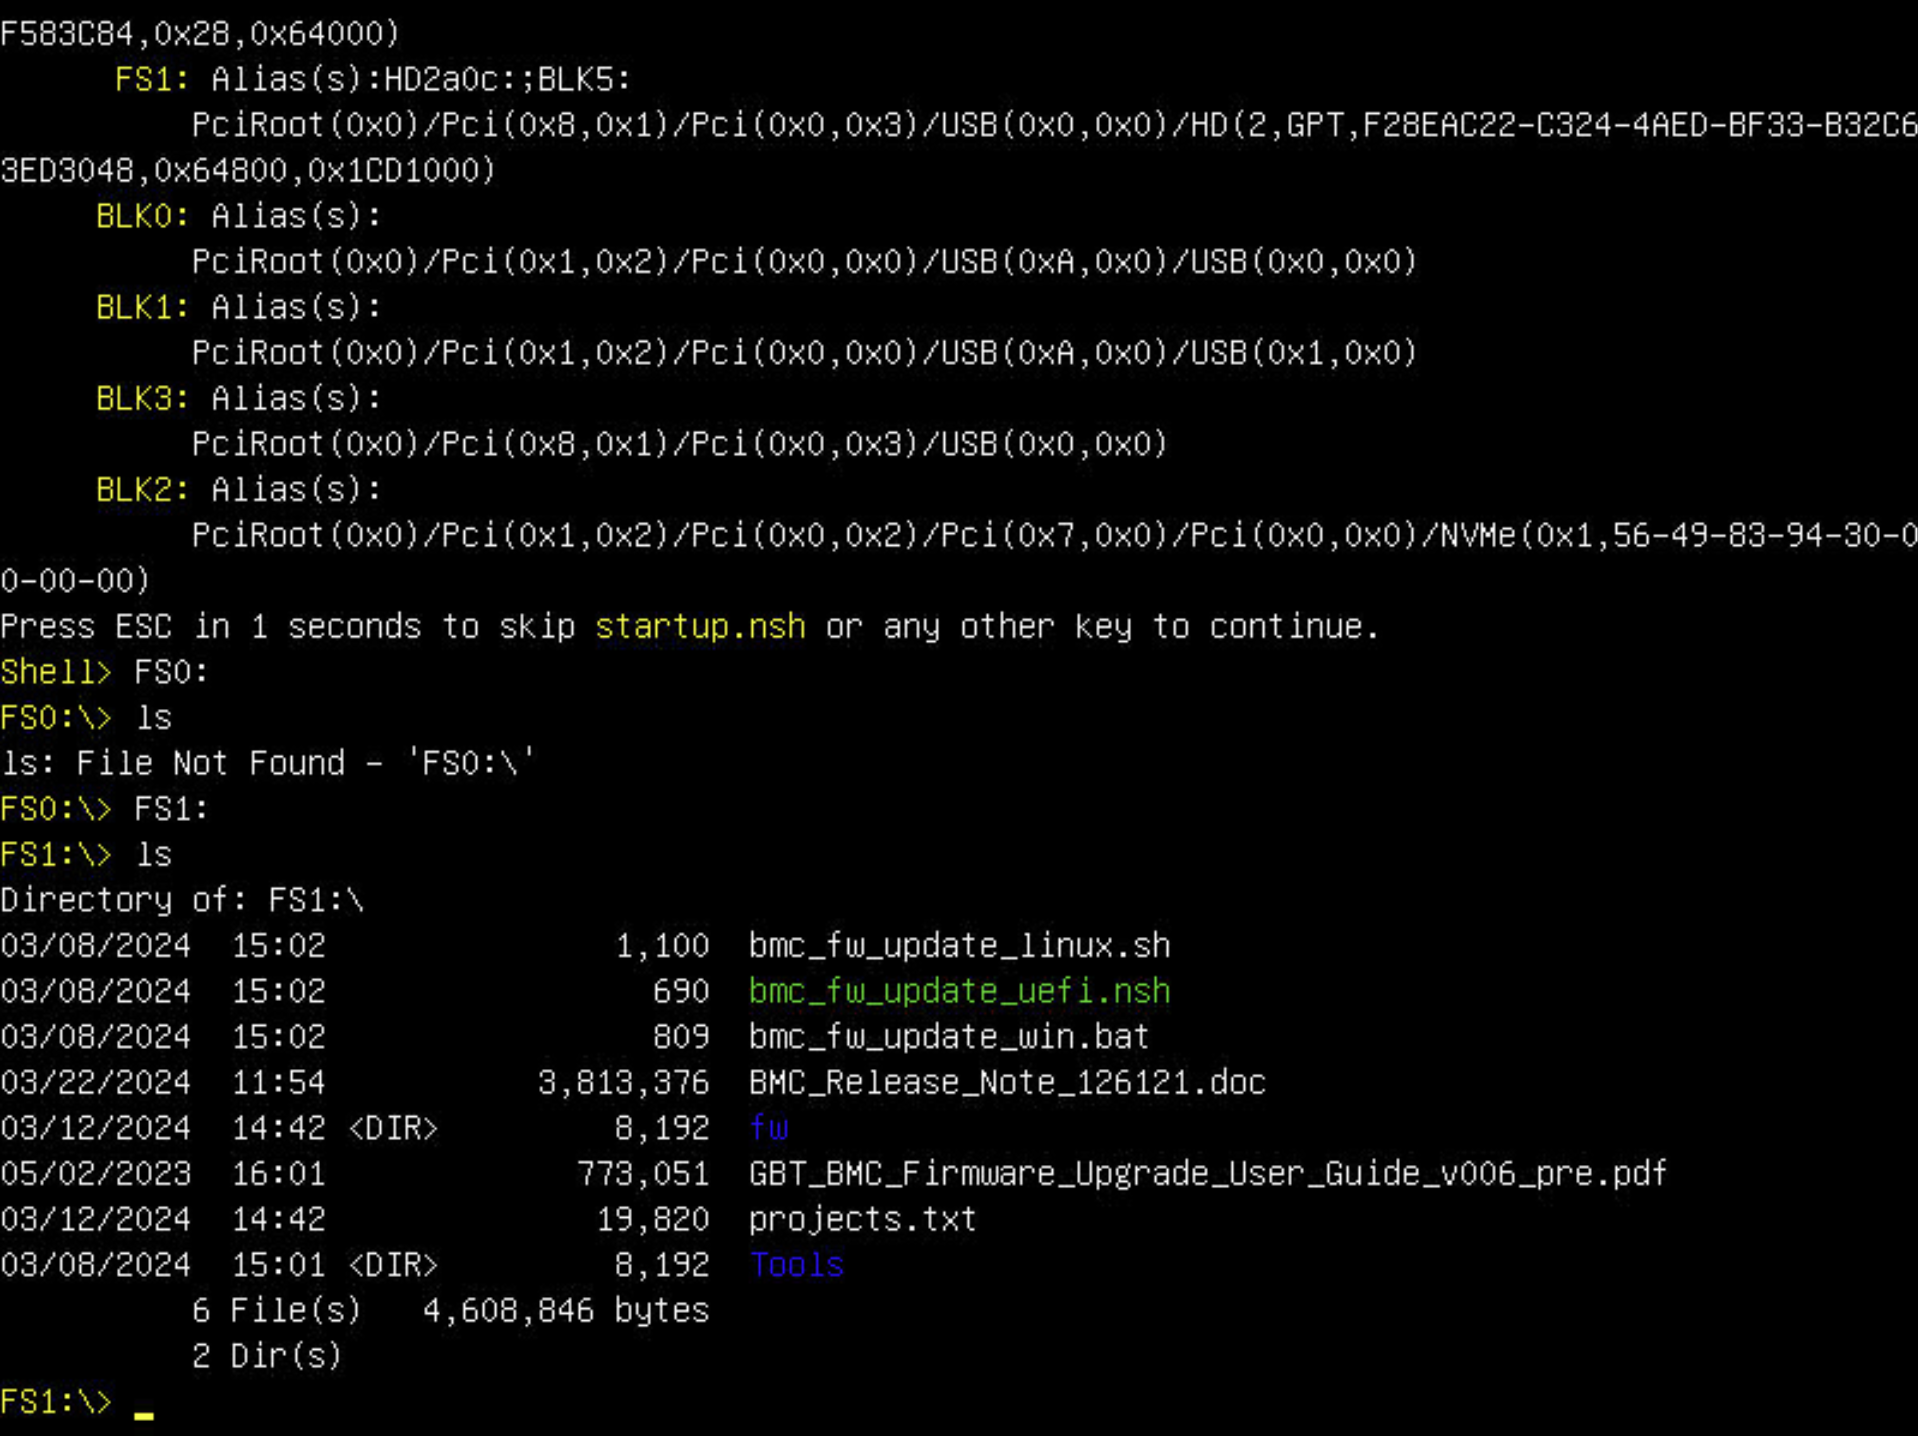 F583C84,0x28,0x64000)
FS1: Alias(s):HD2a0c:;BLK5:
PciRoot(0x0)/Pci(0x8,0x1)/Pci(0x0,0x3)/USB(0x0,0x0)/HD(2,GPT,F28EAC22-C324-4AED-BF33-B32C6
3ED3048,0x64800,0x1CD1000)
BLK0: Alias(s):
PciRoot(0x0)/Pci(0x1,0x2)/Pci(0x0,0x0)/USB(0xA,0x0)/USB(0x0,0x0)
BLK1: Alias(s):
PciRoot(0x0)/Pci(0x1,0x2)/Pci(0x0,0x0)/USB(0xA,0x0)/USB(0x1,0x0)
BLK3: Alias(s):
PciRoot(0x0)/Pci(0x8,0x1)/Pci(0x0,0x3)/USB(0x0,0x0)
BLK2: Alias(s):
PciRoot(0x0)/Pci(0x1,0x2)/Pci(0x0,0x2)/Pci(0x7,0x0)/Pci(0x0,0x0)/NVMe(0x1,56-49-83-94-30-0
0-00-00)
Press ESC in 1 seconds to skip startup.nsh or any other key to continue.
Shell> FS0:
FS0:\> ls
ls: File Not Found - 'FS0:\'
FS0:\> FS1:
FS1:\> ls
Directory of: FS1:\
03/08/2024  15:02               1,100  bmc_fw_update_linux.sh
03/08/2024  15:02                 690  bmc_fw_update_uefi.nsh
03/08/2024  15:02                 809  bmc_fw_update_win.bat
03/22/2024  11:54           3,813,376  BMC_Release_Note_126121.doc
03/12/2024  14:42 <DIR>         8,192  fw
05/02/2023  16:01             773,051  GBT_BMC_Firmware_Upgrade_User_Guide_v006_pre.pdf
03/12/2024  14:42              19,820  projects.txt
03/08/2024  15:01 <DIR>         8,192  Tools
6 File(s)   4,608,846 bytes
2 Dir(s)
FS1:\> _